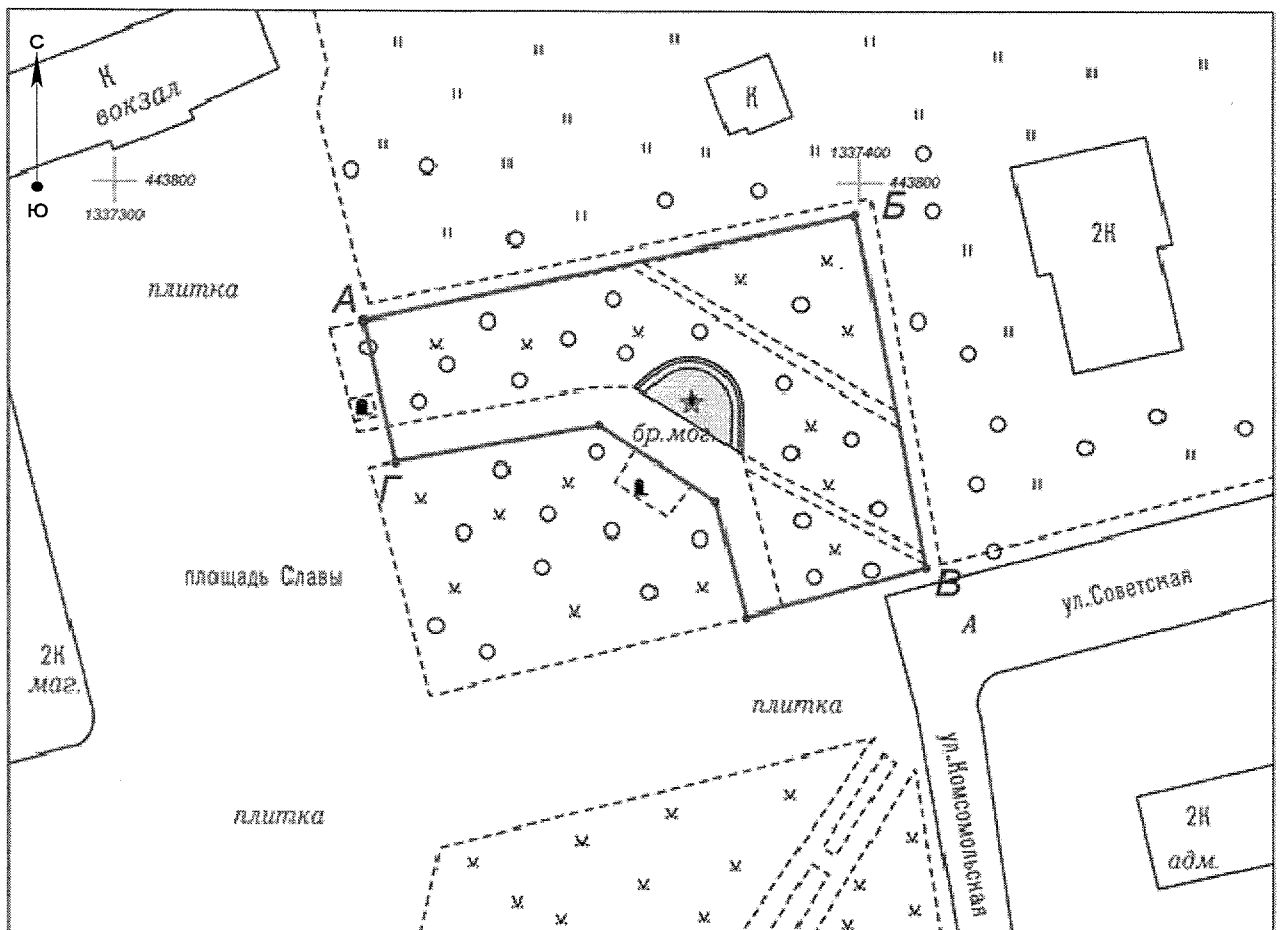 С
К
вокзал
Ю
443800
1337300
К
1337400
443800
Б
2К
А
плитка
бр.мог.
Г
площадь Славы
В
ул.Советская
А
2К
маг.
плитка
ул.Комсомольская
плитка
2К
адм.